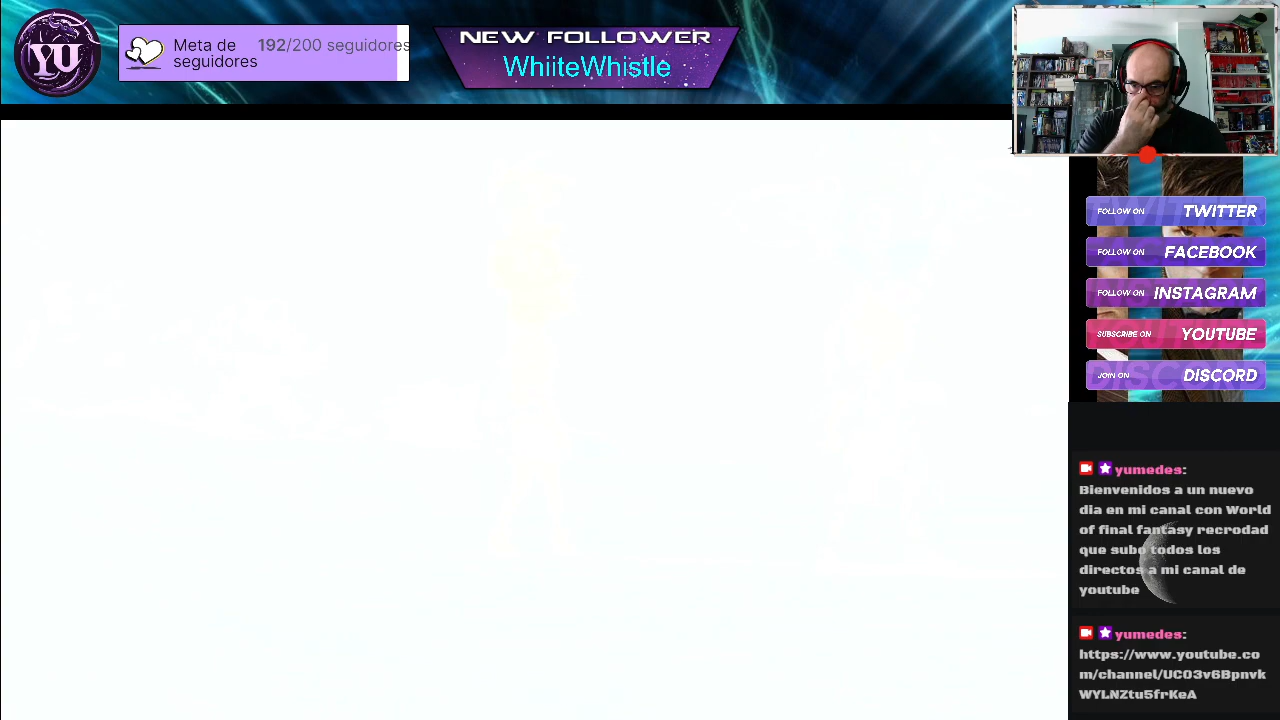 YU
Meta de
seguidores
192/200 seguidores
NEW FOLLOWER
WhiiteWhistle
FOLLOW ON TWITTER
FOLLOW ON FACEBOOK
FOLLOW ON INSTAGRAM
SUBSCRIBE ON YOUTUBE
JOIN ON DISCORD
yumedes:
Bienvenidos a un nuevo
dia en mi canal con World
of final fantasy recrodad
que subo todos los
directos a mi canal de
youtube
yumedes:
https://www.youtube.co
m/channel/UC03v6Bpnvk
WYLNZtu5frKeA